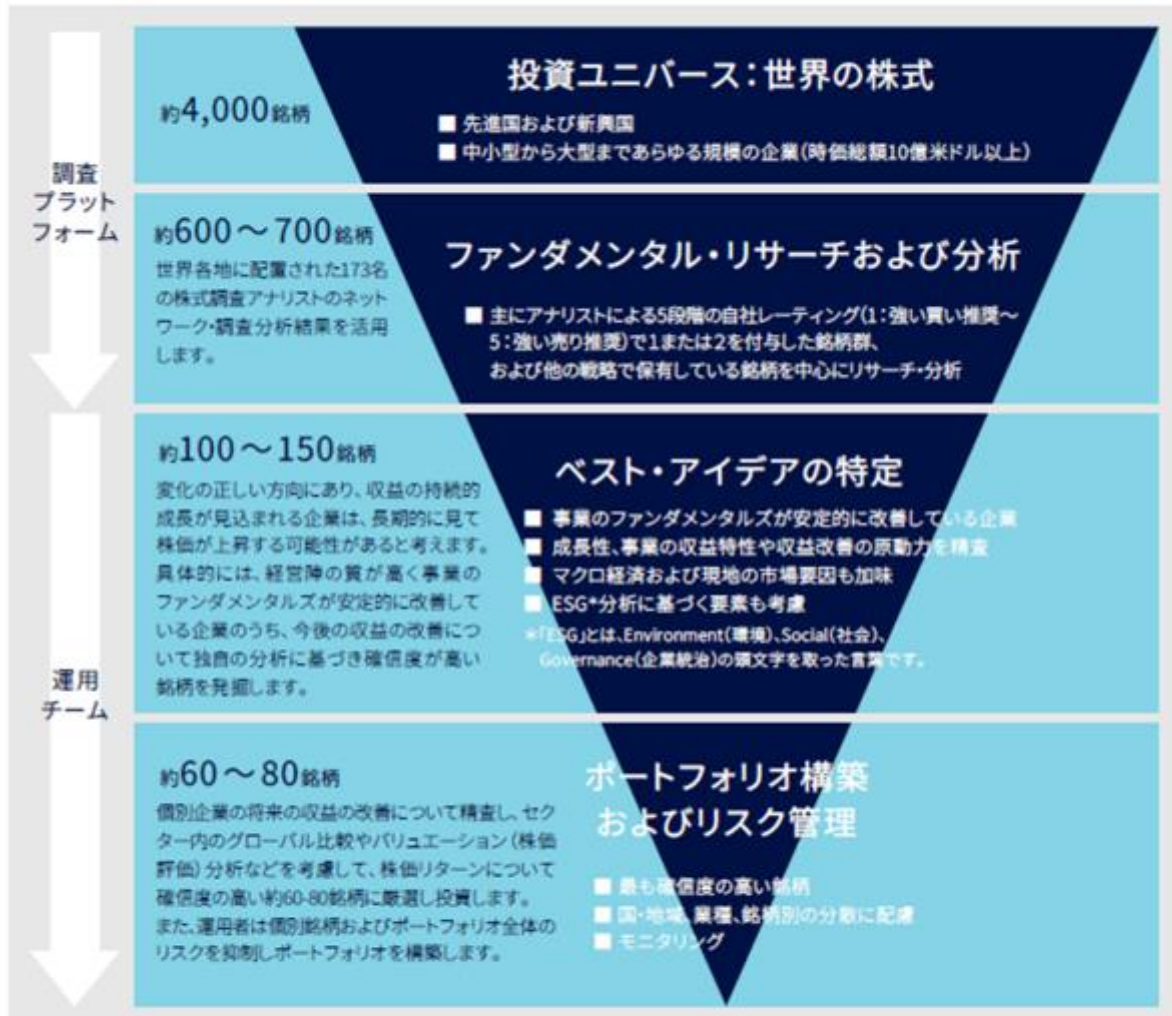 調査
プラット
フォーム
約4,000銘柄
投資ユニバース：世界の株式
■ 先進国および新興国
■ 中小型から大型まであらゆる規模の企業（時価総額10億米ドル以上）
約600～700銘柄
世界各地に配置された173名
の株式調査アナリストのネット
ワーク・調査分析結果を活用
します。
ファンダメンタル・リサーチおよび分析
■ 主にアナリストによる5段階の自社レーティング（1：強い買い推奨～
5：強い売り推奨）で1または2を付与した銘柄群、
および他の戦略で保有している銘柄を中心にリサーチ・分析
運用
チーム
約100～150銘柄
変化の正しい方向にあり、収益の持続的
成長が見込まれる企業は、長期的に見て
株価が上昇する可能性があると考えます。
具体的には、経営陣の質が高く事業の
ファンダメンタルズが安定的に改善して
いる企業のうち、今後の収益の改善につ
いて独自の分析に基づき確信度が高い
銘柄を発掘します。
ベスト・アイデアの特定
■ 事業のファンダメンタルズが安定的に改善している企業
■ 成長性、事業の収益特性や収益改善の原動力を精査
■ マクロ経済および現地の市場要因も加味
■ ESG*分析に基づく要素も考慮
＊「ESG」とは、Environment（環境）、Social（社会）、
Governance（企業統治）の頭文字を取った言葉です。
約60～80銘柄
個別企業の将来の収益の改善について精査し、セク
ター内のグローバル比較やバリュエーション（株価
評価）分析などを考慮して、株価リターンについて
確信度の高い約60-80銘柄に厳選し投資します。
また、運用者は個別銘柄およびポートフォリオ全体の
リスクを抑制しポートフォリオを構築します。
ポートフォリオ構築
およびリスク管理
■ 最も確信度の高い銘柄
■ 国・地域、業種、銘柄別の分散に配慮
■ モニタリング